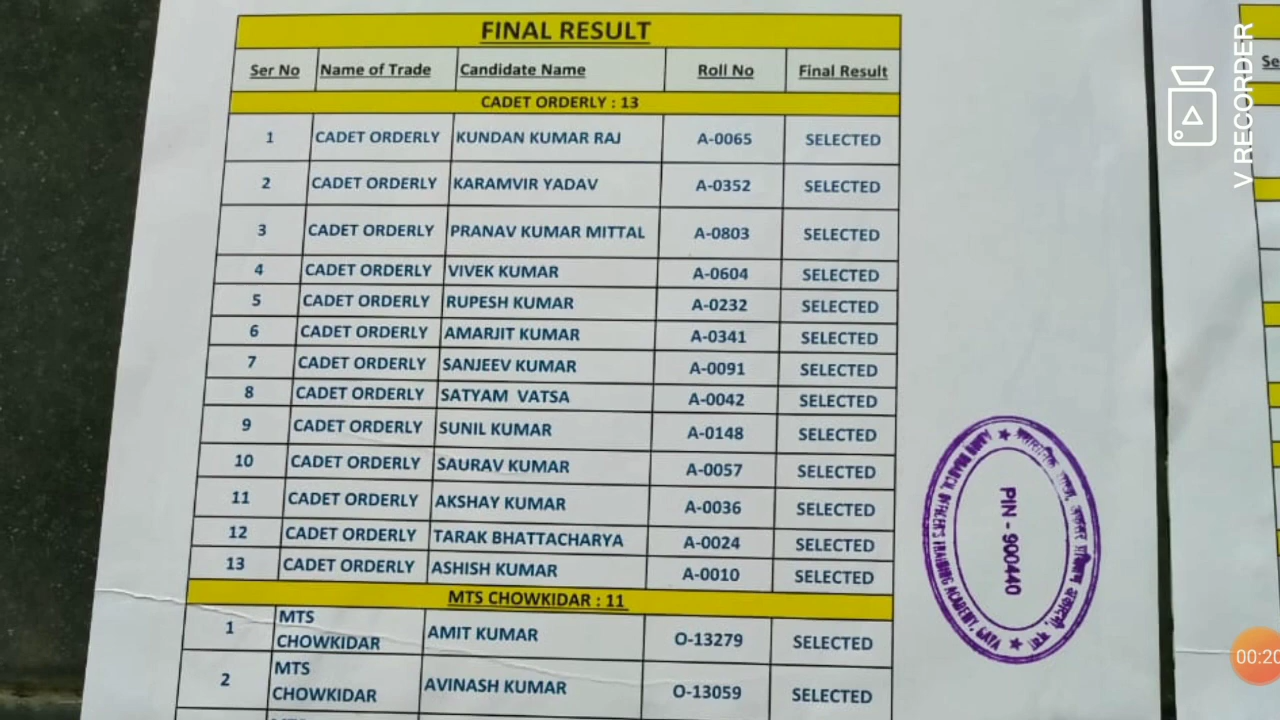 FINAL RESULT
Ser No Name of Trade Candidate Name Roll No Final Result
CADET ORDERLY : 13
1 CADET ORDERLY KUNDAN KUMAR RAJ A-0065 SELECTED
2 CADET ORDERLY KARAMVIR YADAV A-0352 SELECTED
3 CADET ORDERLY PRANAV KUMAR MITTAL A-0803 SELECTED
4 CADET ORDERLY VIVEK KUMAR A-0604 SELECTED
5 CADET ORDERLY RUPESH KUMAR A-0232 SELECTED
6 CADET ORDERLY AMARJIT KUMAR A-0341 SELECTED
7 CADET ORDERLY SANJEEV KUMAR A-0091 SELECTED
8 CADET ORDERLY SATYAM VATSA A-0042 SELECTED
9 CADET ORDERLY SUNIL KUMAR A-0148 SELECTED
10 CADET ORDERLY SAURAV KUMAR A-0057 SELECTED
11 CADET ORDERLY AKSHAY KUMAR A-0036 SELECTED
12 CADET ORDERLY TARAK BHATTACHARYA A-0024 SELECTED
13 CADET ORDERLY ASHISH KUMAR A-0010 SELECTED
MTS CHOWKIDAR : 11
1 MTS CHOWKIDAR AMIT KUMAR O-13279 SELECTED
2 MTS CHOWKIDAR AVINASH KUMAR O-13059 SELECTED
PIN - 900440
OFFICERS TRAINING ACADEMY, GAYA
Se
V RECORDER
00:20